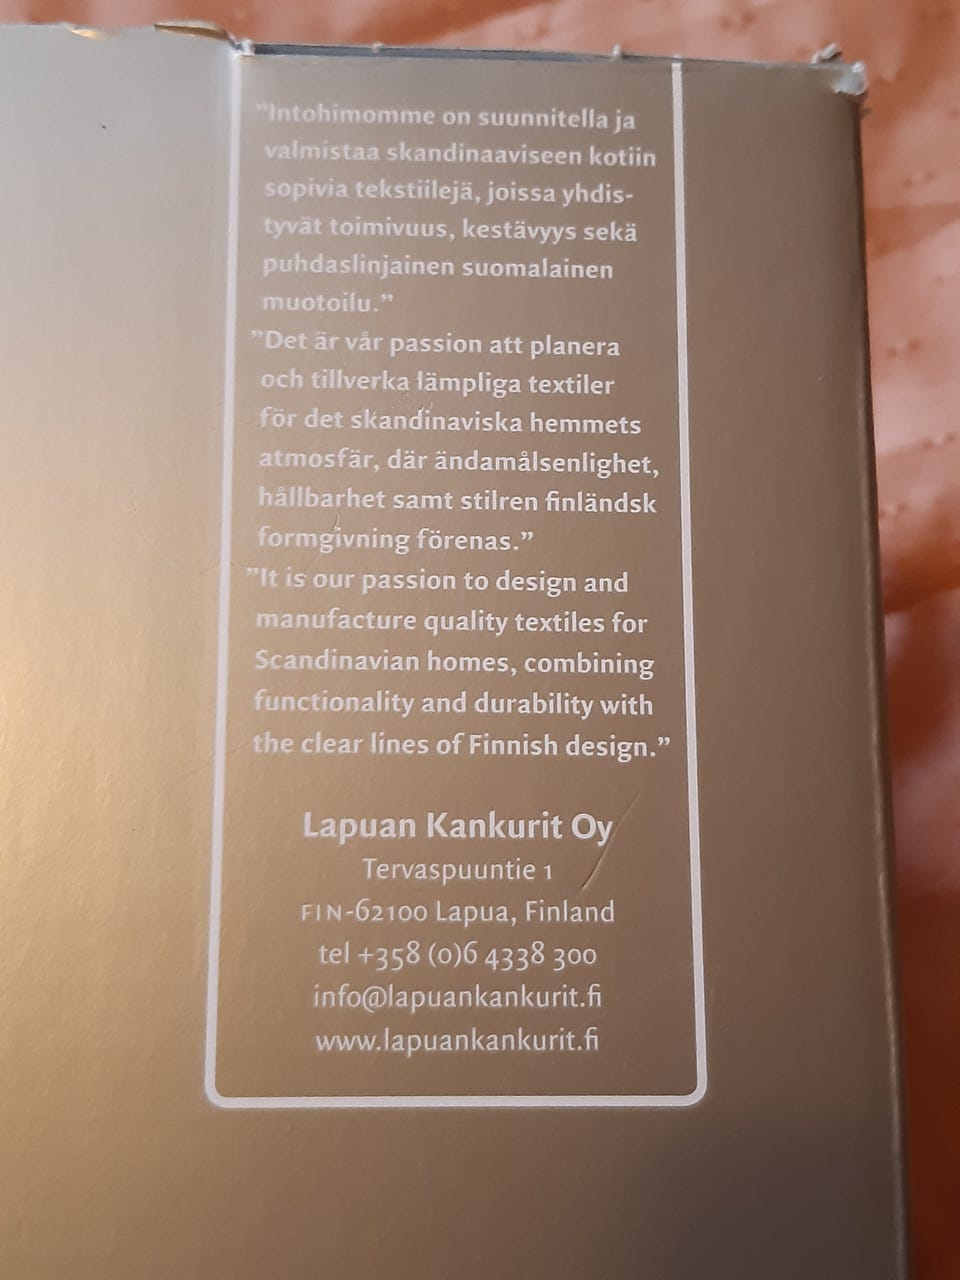 ”Intohimomme on suunnitella ja
valmistaa skandinaaviseen kotiin
sopivia tekstiilejä, joissa yhdis-
tyvät toimivuus, kestävyys sekä
puhdaslinjainen suomalainen
muotoilu.”
”Det är vår passion att planera
och tillverka lämpliga textiler
för det skandinaviska hemmets
atmosfär, där ändamålsenlighet,
hållbarhet samt stilren finländsk
formgivning förenas.”
”It is our passion to design and
manufacture quality textiles for
Scandinavian homes, combining
functionality and durability with
the clear lines of Finnish design.”
Lapuan Kankurit Oy
Tervaspuuntie 1
FIN-62100 Lapua, Finland
tel +358 (0)6 4338 300
info@lapuankankurit.fi
www.lapuankankurit.fi